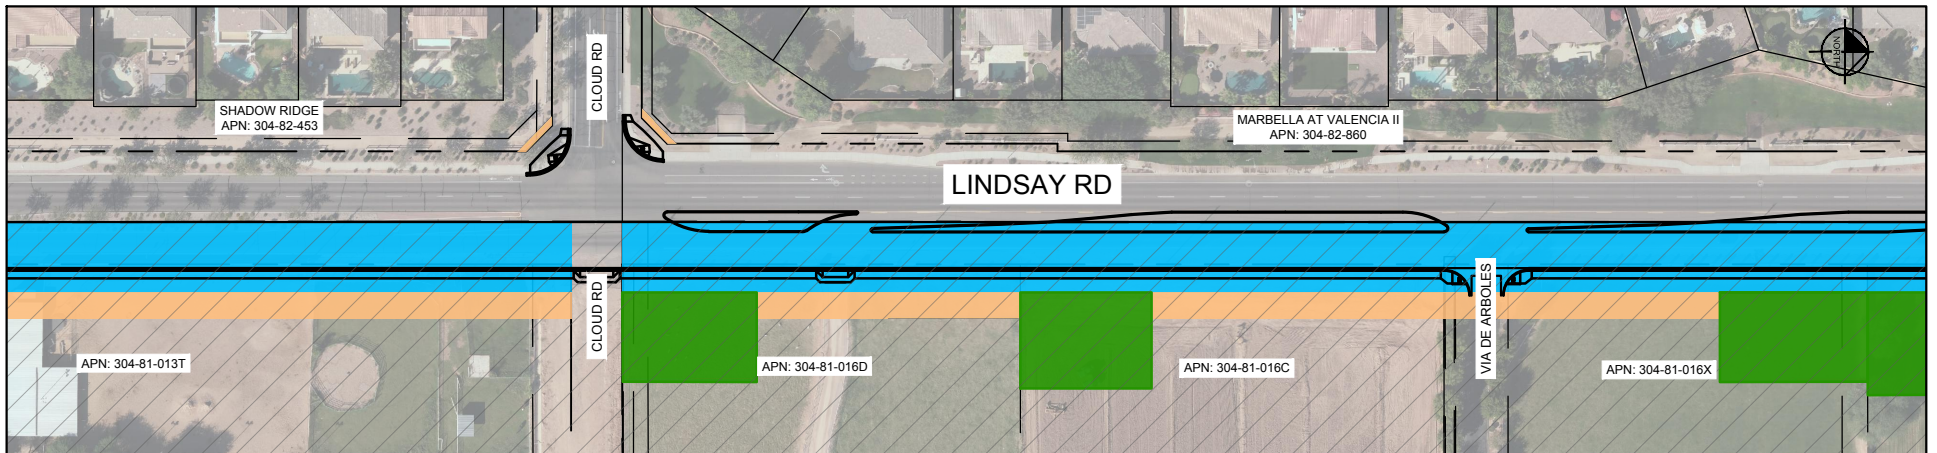 CLOUD RD
NORTH
SHADOW RIDGE
APN: 304-82-453
MARBELLA AT VALENCIA II
APN: 304-82-860
LINDSAY RD
CLOUD RD
VIA DE ARBOLES
APN: 304-81-013T
APN: 304-81-016D
APN: 304-81-016C
APN: 304-81-016X